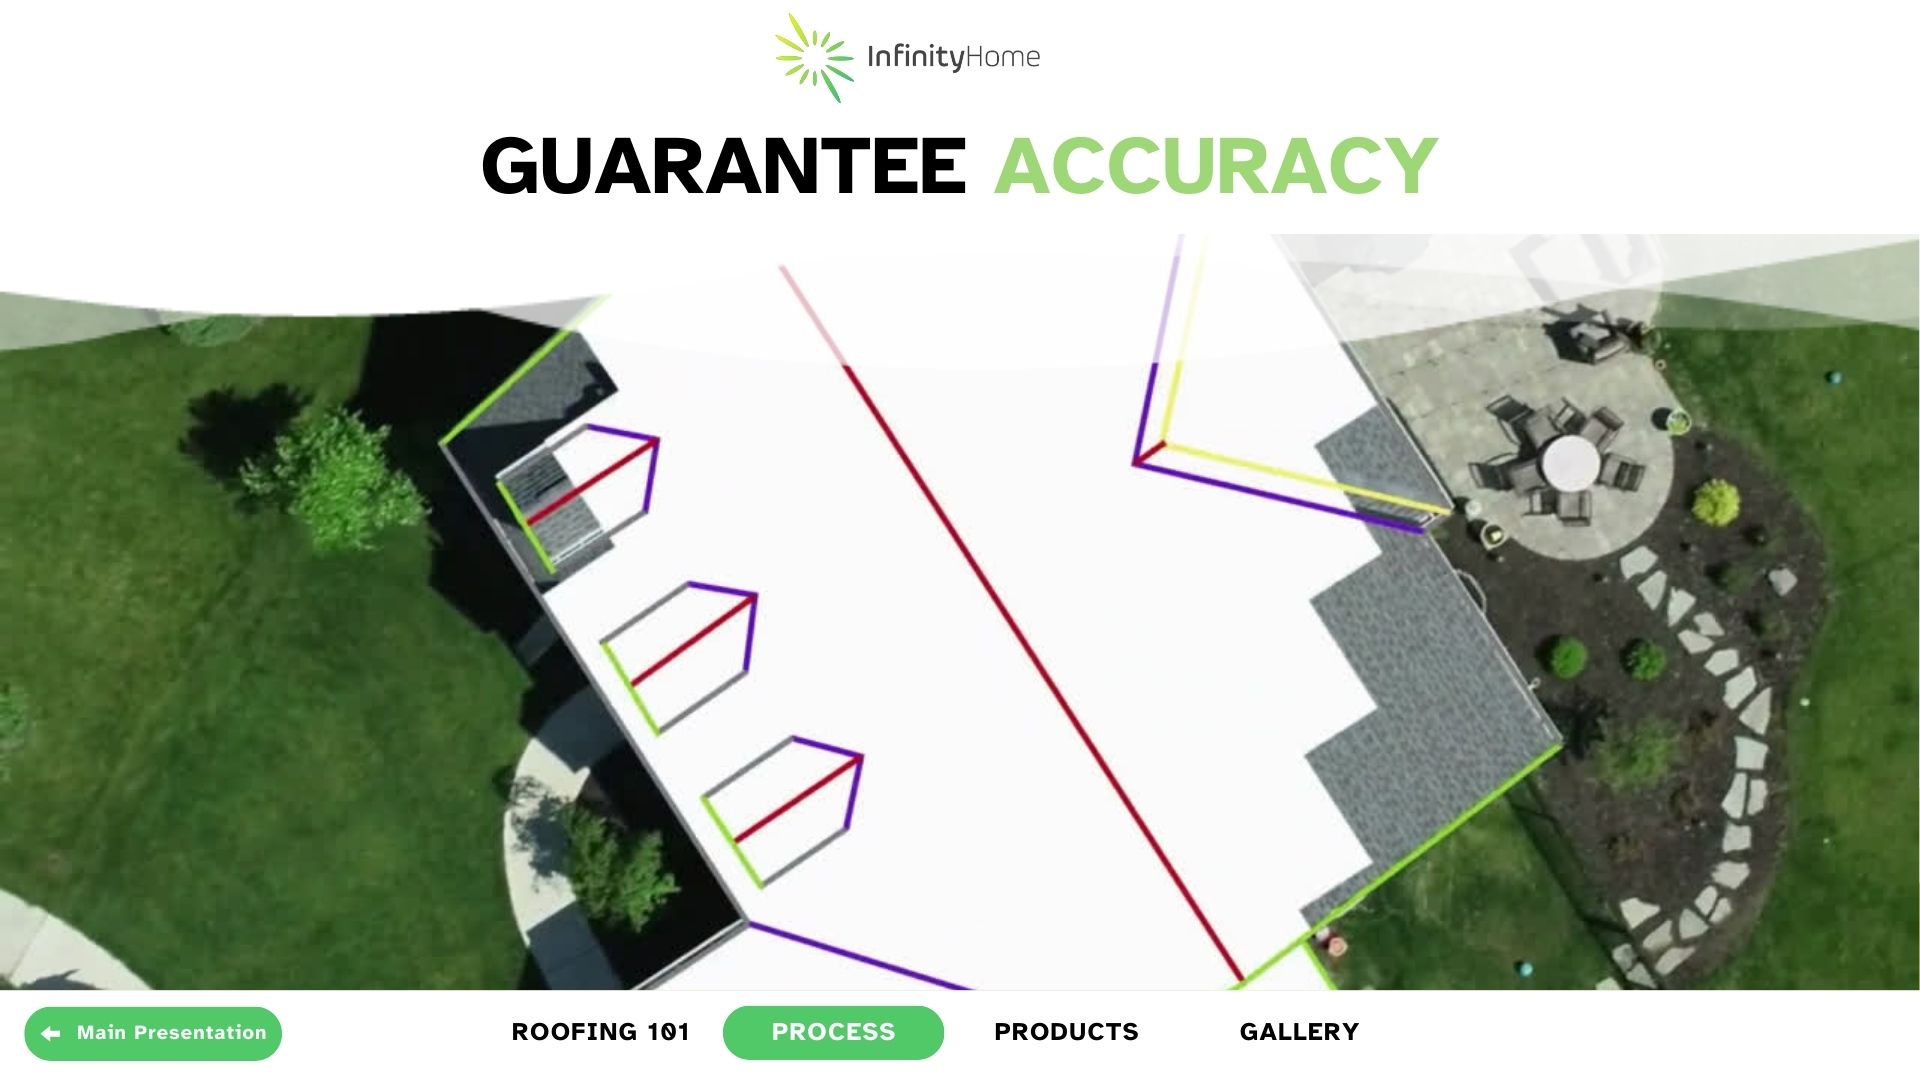 InfinityHome
GUARANTEE ACCURACY
Main Presentation
ROOFING 101
PROCESS
PRODUCTS
GALLERY